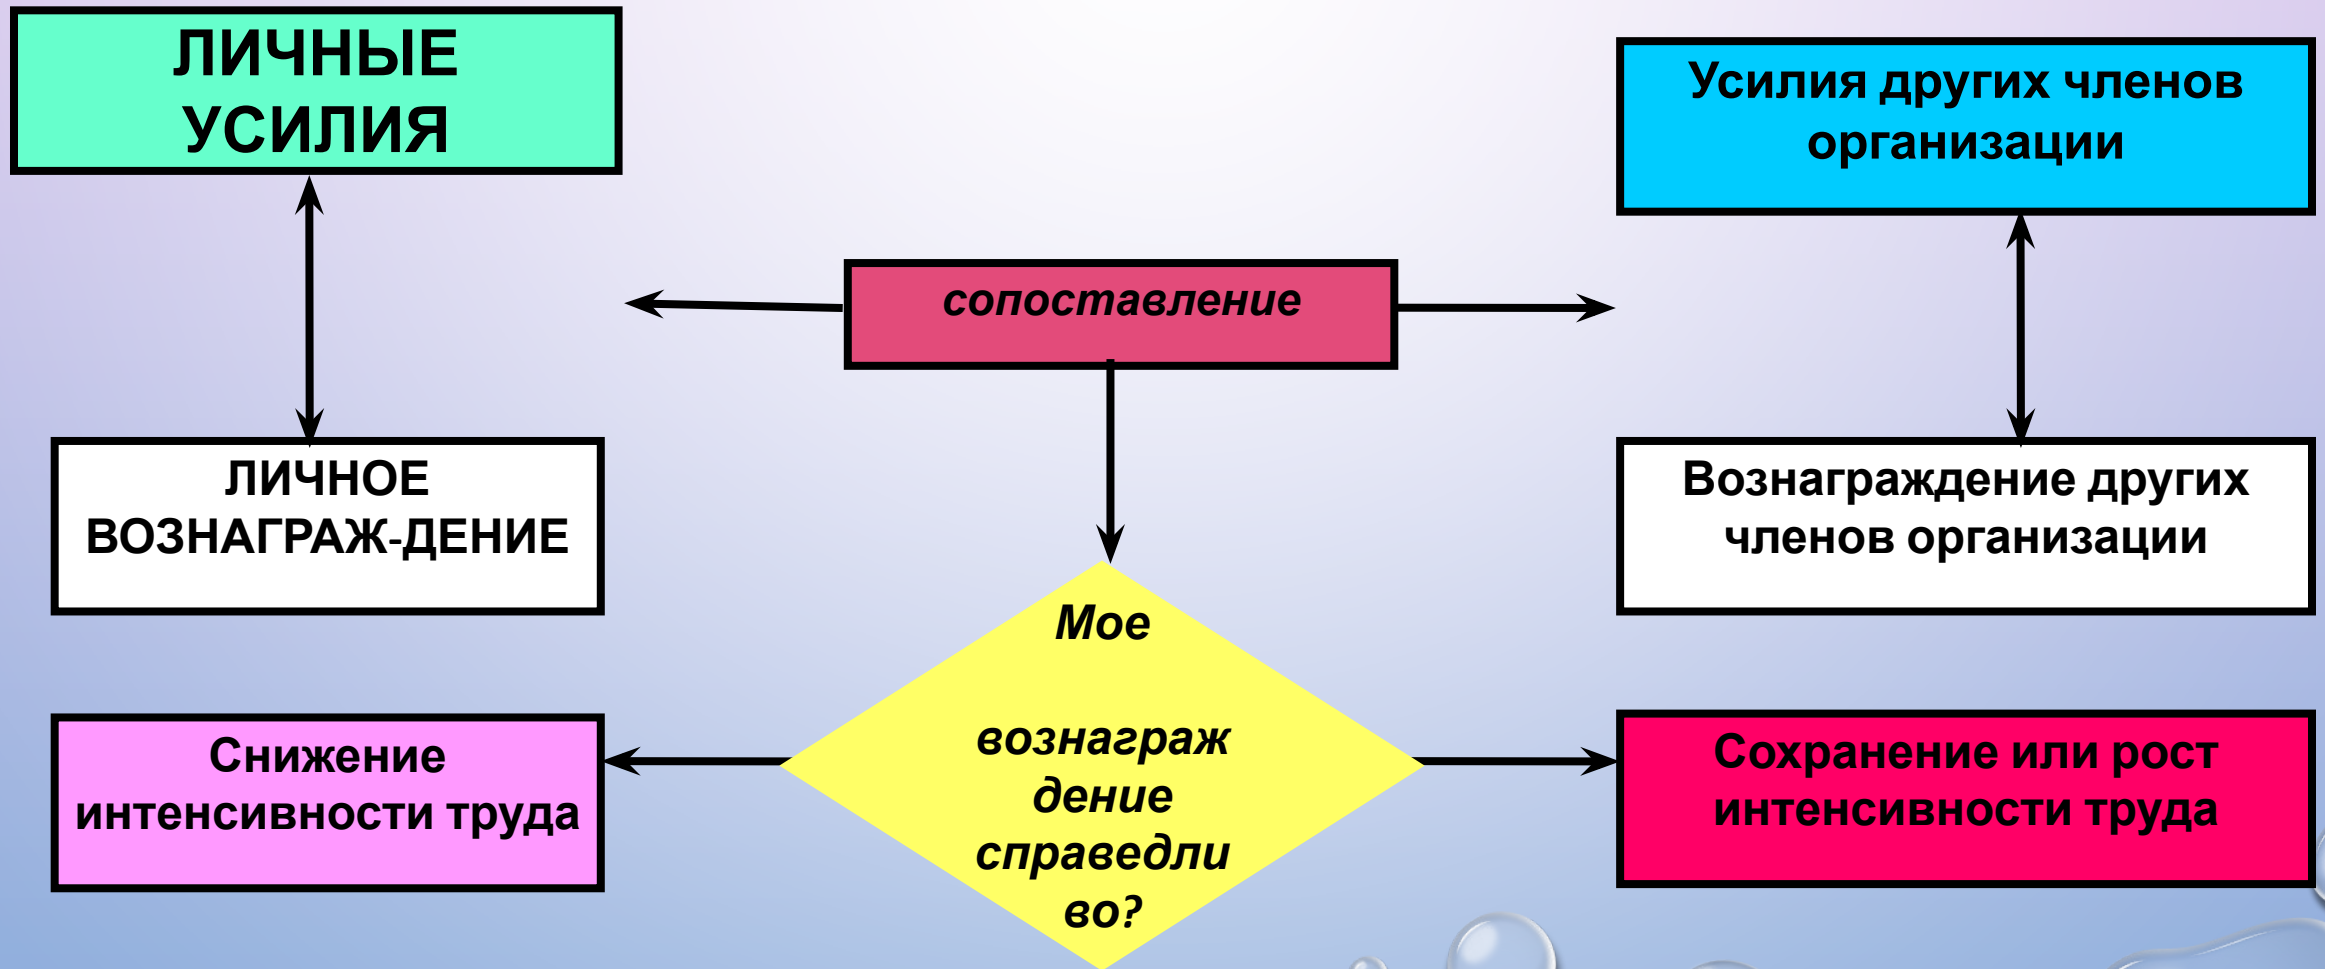 ЛИЧНЫЕ
УСИЛИЯ
Усилия других членов
организации
сопоставление
ЛИЧНОЕ
ВОЗНАГРАЖ-ДЕНИЕ
Вознаграждение других
членов организации
Мое
вознаграж
дение
справедли
во?
Снижение
интенсивности труда
Сохранение или рост
интенсивности труда